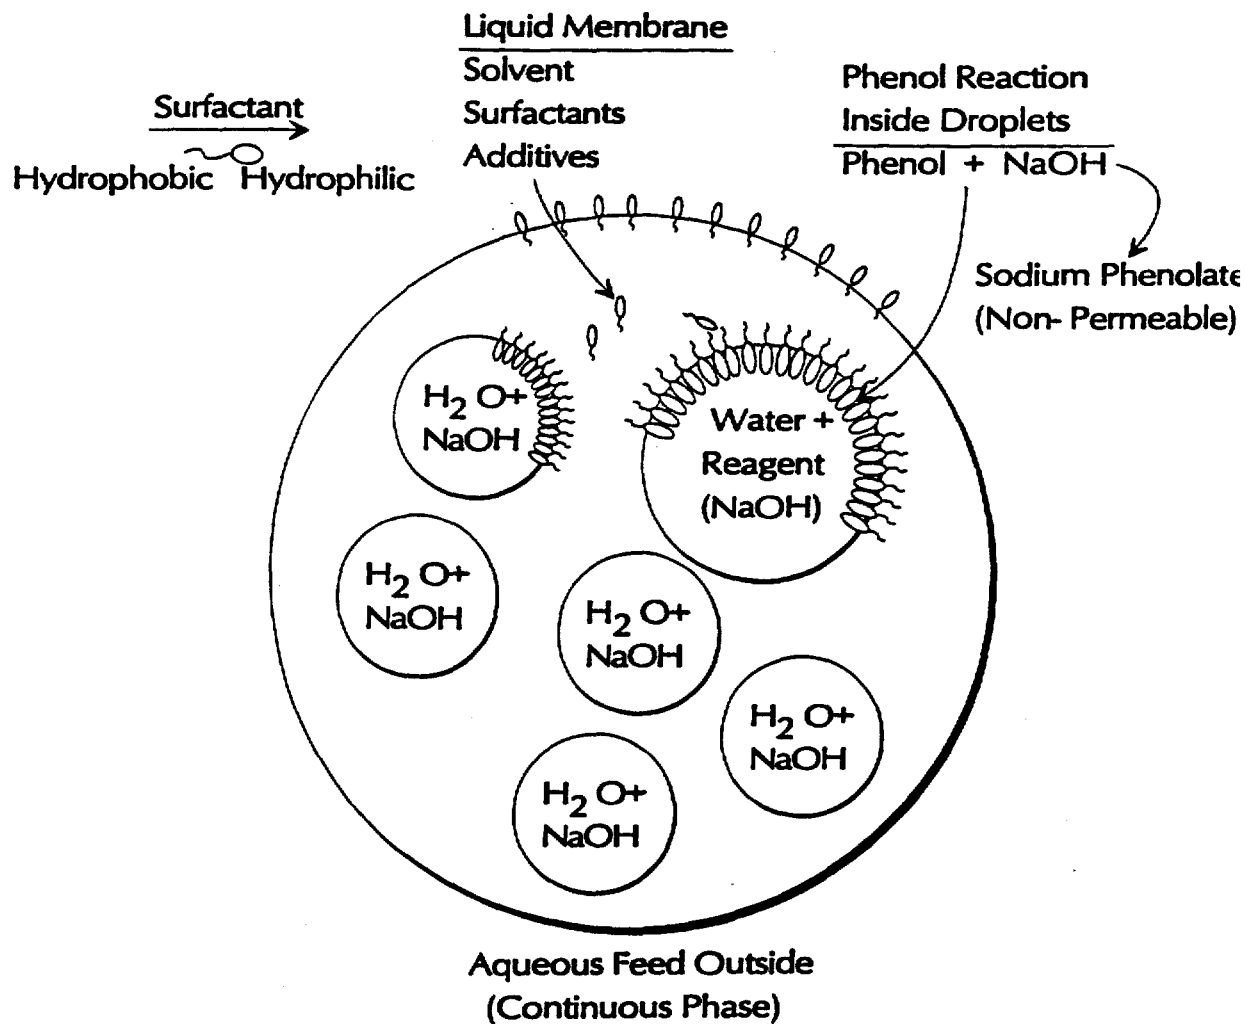 Liquid Membrane
Solvent
Surfactants
Additives
Surfactant
Hydrophobic Hydrophilic
Phenol Reaction
Inside Droplets
Phenol + NaOH
Sodium Phenolate
(Non- Permeable)
H2 O+
NaOH
Water +
Reagent
(NaOH)
H2 O+
NaOH
H2 O+
NaOH
H2 O+
NaOH
H2 O+
NaOH
Aqueous Feed Outside
(Continuous Phase)